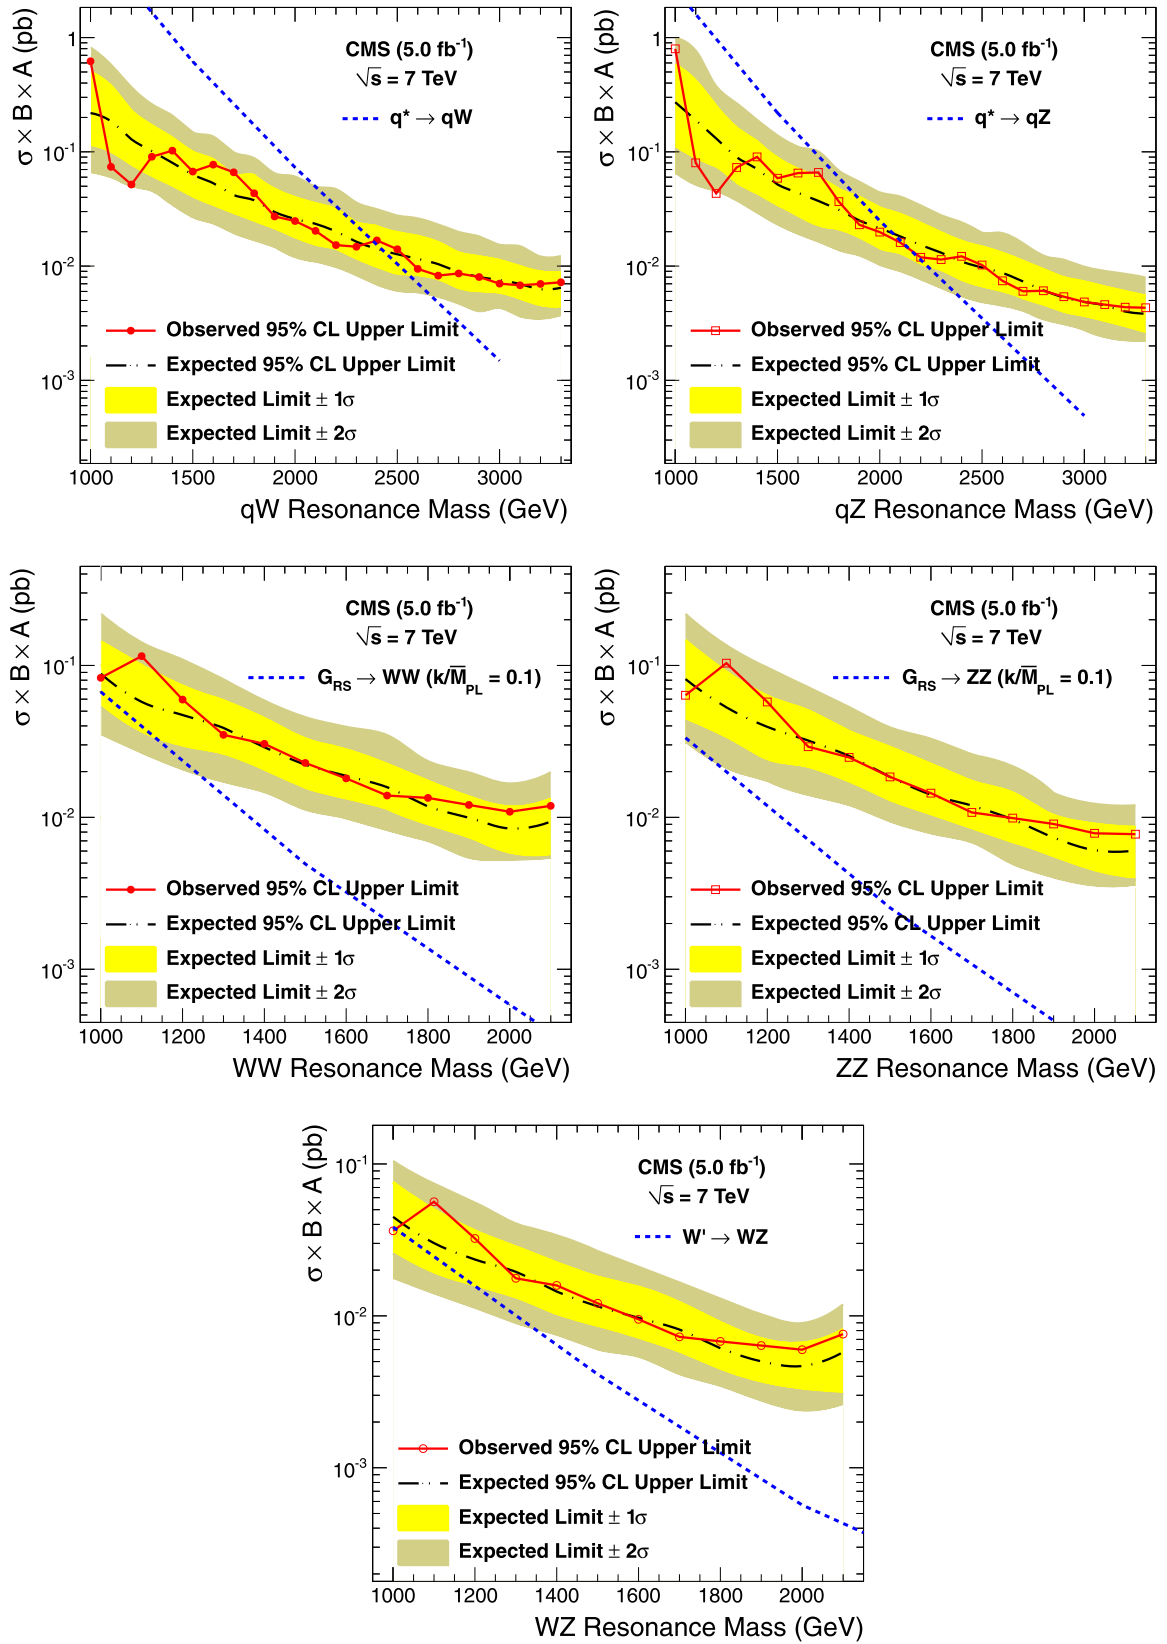 σ × B × A (pb)
1
10⁻¹
10⁻²
10⁻³
CMS (5.0 fb⁻¹)
√s = 7 TeV
q* → qW
Observed 95% CL Upper Limit
Expected 95% CL Upper Limit
Expected Limit ± 1σ
Expected Limit ± 2σ
1000 1500 2000 2500 3000
qW Resonance Mass (GeV)
σ × B × A (pb)
1
10⁻¹
10⁻²
10⁻³
CMS (5.0 fb⁻¹)
√s = 7 TeV
q* → qZ
Observed 95% CL Upper Limit
Expected 95% CL Upper Limit
Expected Limit ± 1σ
Expected Limit ± 2σ
1000 1500 2000 2500 3000
qZ Resonance Mass (GeV)
σ × B × A (pb)
10⁻¹
10⁻²
10⁻³
CMS (5.0 fb⁻¹)
√s = 7 TeV
G_RS → WW (k/M̅_PL = 0.1)
Observed 95% CL Upper Limit
Expected 95% CL Upper Limit
Expected Limit ± 1σ
Expected Limit ± 2σ
1000 1200 1400 1600 1800 2000
WW Resonance Mass (GeV)
σ × B × A (pb)
10⁻¹
10⁻²
10⁻³
CMS (5.0 fb⁻¹)
√s = 7 TeV
G_RS → ZZ (k/M̅_PL = 0.1)
Observed 95% CL Upper Limit
Expected 95% CL Upper Limit
Expected Limit ± 1σ
Expected Limit ± 2σ
1000 1200 1400 1600 1800 2000
ZZ Resonance Mass (GeV)
σ × B × A (pb)
10⁻¹
10⁻²
10⁻³
CMS (5.0 fb⁻¹)
√s = 7 TeV
W' → WZ
Observed 95% CL Upper Limit
Expected 95% CL Upper Limit
Expected Limit ± 1σ
Expected Limit ± 2σ
1000 1200 1400 1600 1800 2000
WZ Resonance Mass (GeV)